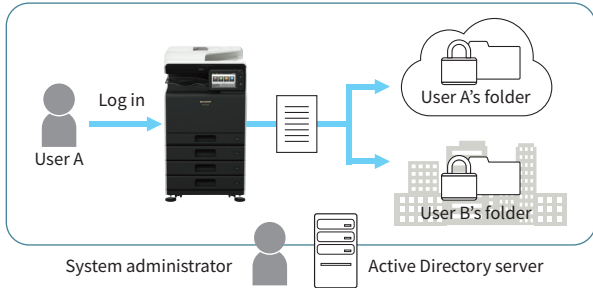 Log in
User A
User A's folder
User B's folder
System administrator
Active Directory server